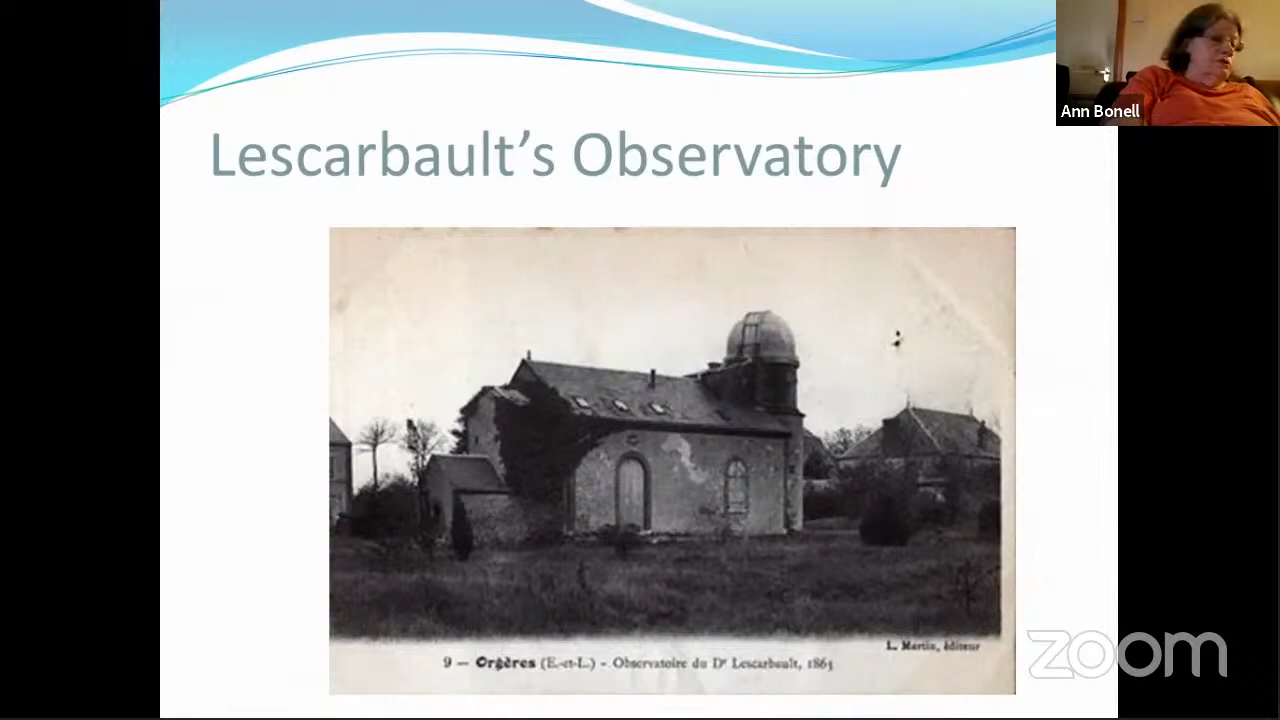 Lescarbault's Observatory
Ann Bonell
L. Martin, éditeur
9 — Orgères (E.-et-L.) - Observatoire du Dr Lescarbault, 1863
zoom